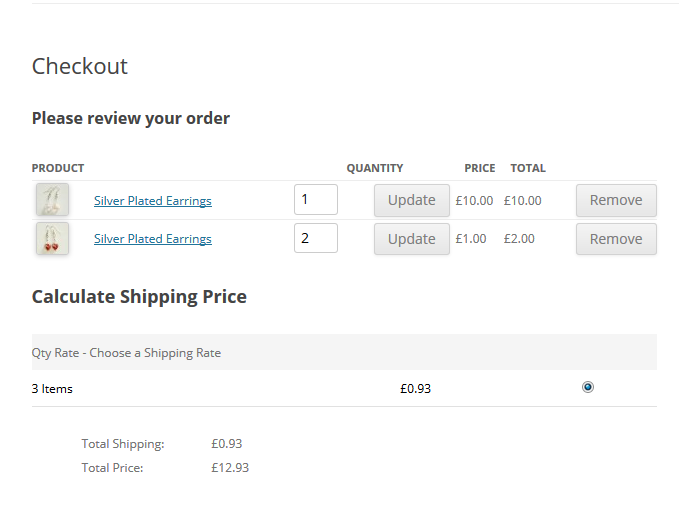 Checkout
Please review your order
PRODUCT QUANTITY PRICE TOTAL
Silver Plated Earrings 1 Update £10.00 £10.00 Remove
Silver Plated Earrings 2 Update £1.00 £2.00 Remove
Calculate Shipping Price
Qty Rate - Choose a Shipping Rate
3 Items £0.93
Total Shipping: £0.93
Total Price: £12.93